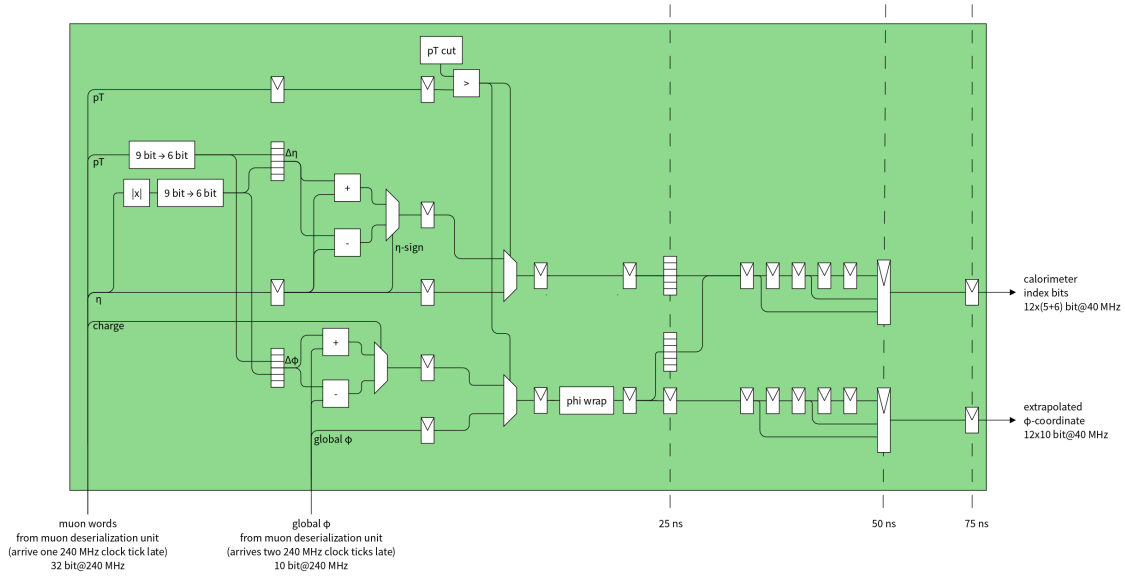 pT cut
>
pT
pT
9 bit → 6 bit
Δη
|x|
9 bit → 6 bit
+
-
η-sign
η
charge
+
Δϕ
-
phi wrap
global ϕ
calorimeter
index bits
12x(5+6) bit@40 MHz
extrapolated
ϕ-coordinate
12x10 bit@40 MHz
muon words
from muon deserialization unit
(arrive one 240 MHz clock tick late)
32 bit@240 MHz
global ϕ
from muon deserialization unit
(arrives two 240 MHz clock ticks late)
10 bit@240 MHz
25 ns
50 ns
75 ns